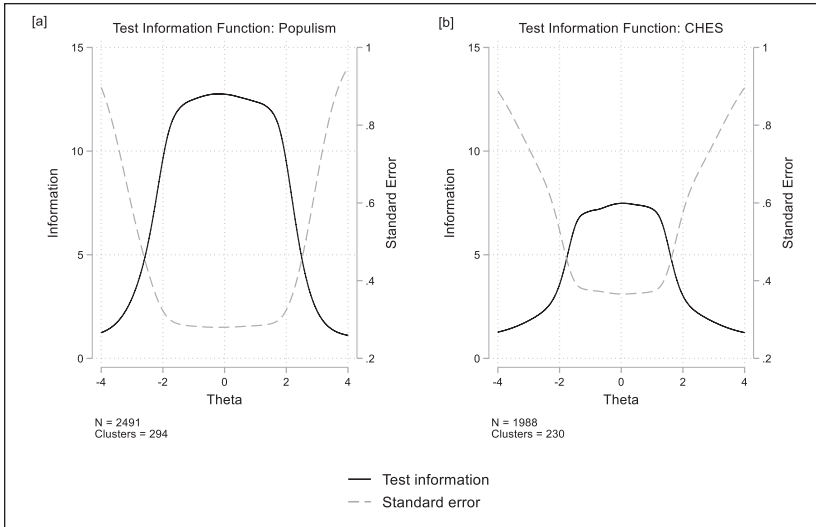 [a]
Test Information Function: Populism
15
10
5
0
Information
1
.8
.6
.4
.2
Standard Error
-4
-2
0
2
4
Theta
N = 2491
Clusters = 294
[b]
Test Information Function: CHES
15
10
5
0
Information
1
.8
.6
.4
.2
Standard Error
-4
-2
0
2
4
Theta
N = 1988
Clusters = 230
Test information
Standard error